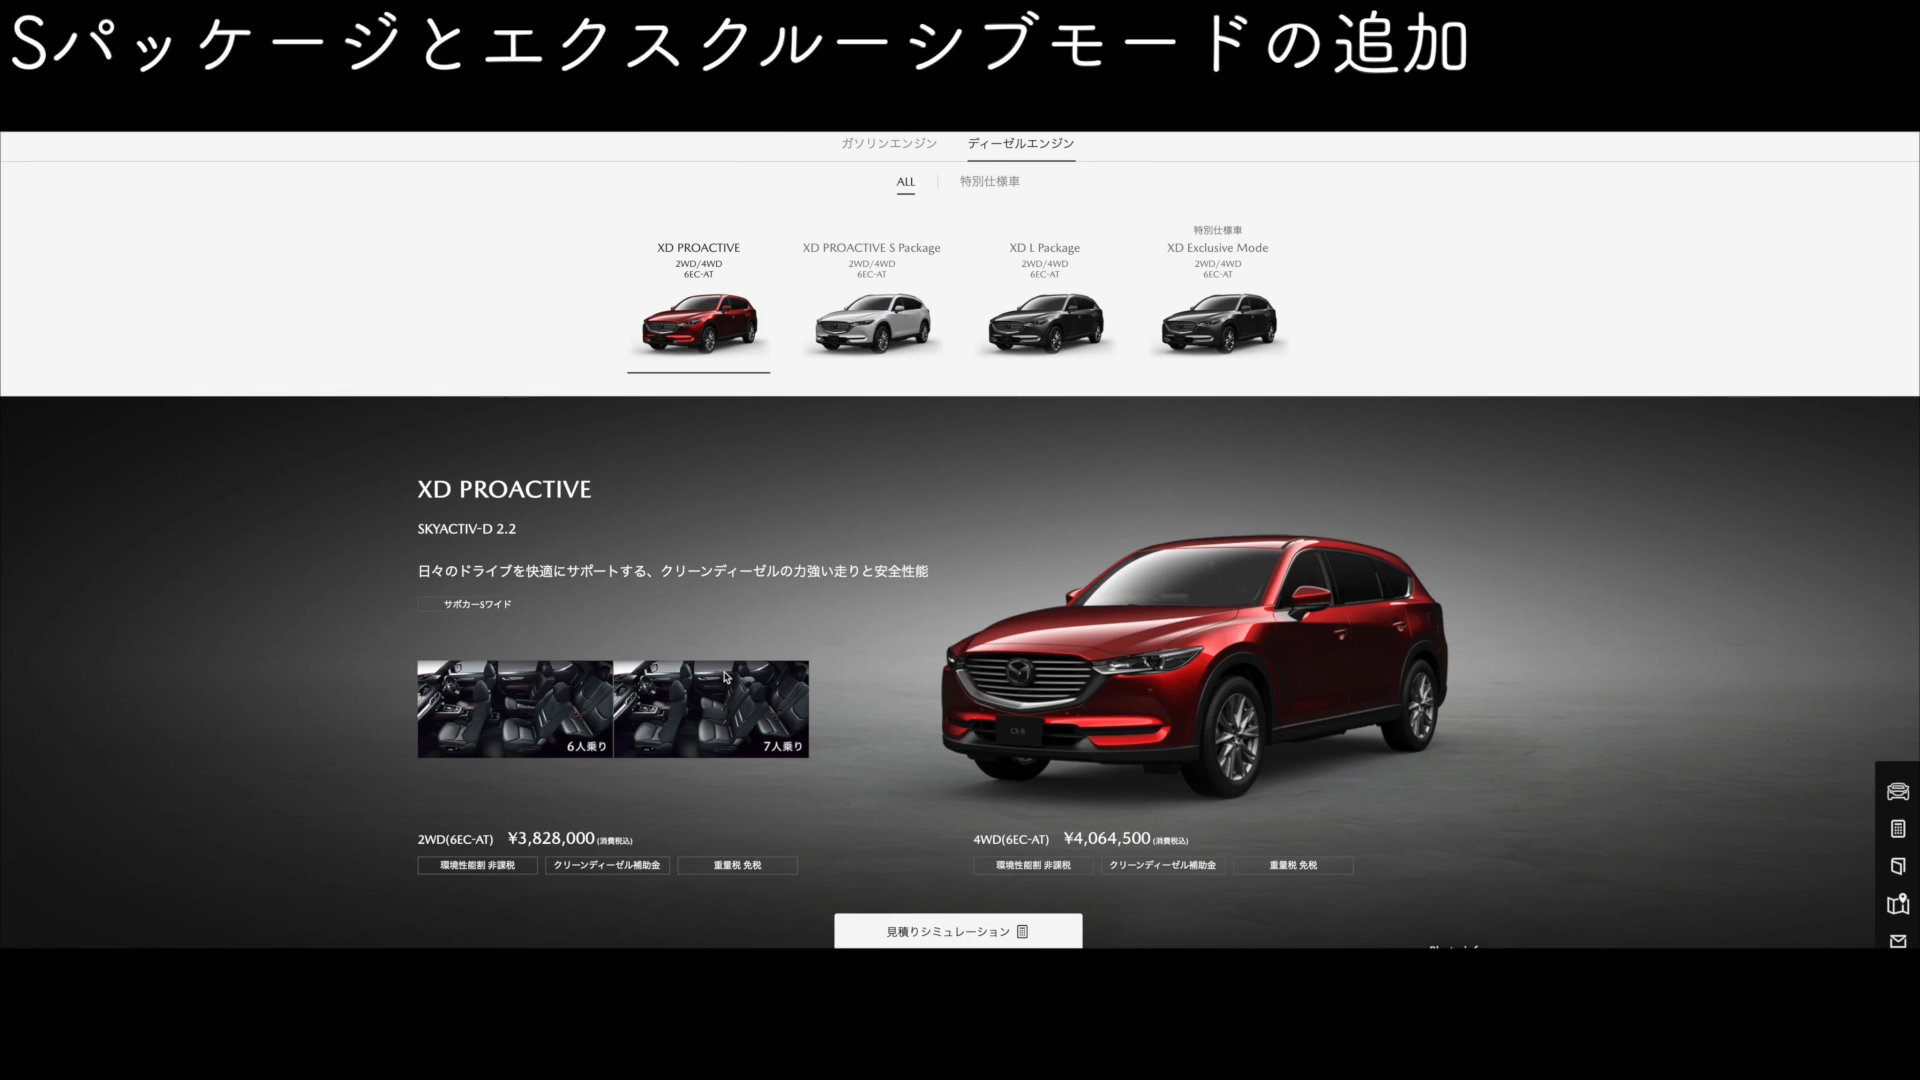 Sパッケージとエクスクルーシブモードの追加
ガソリンエンジン ディーゼルエンジン
ALL 特別仕様車
XD PROACTIVE
2WD/4WD
6EC-AT
XD PROACTIVE S Package
2WD/4WD
6EC-AT
XD L Package
2WD/4WD
6EC-AT
特別仕様車
XD Exclusive Mode
2WD/4WD
6EC-AT
XD PROACTIVE
SKYACTIV-D 2.2
日々のドライブを快適にサポートする、クリーンディーゼルの力強い走りと安全性能
サポカーSワイド
6人乗り 7人乗り
CX-8
2WD(6EC-AT) ¥3,828,000(消費税込)
環境性能割 非課税 クリーンディーゼル補助金 重量税 免税
4WD(6EC-AT) ¥4,064,500(消費税込)
環境性能割 非課税 クリーンディーゼル補助金 重量税 免税
見積りシミュレーション